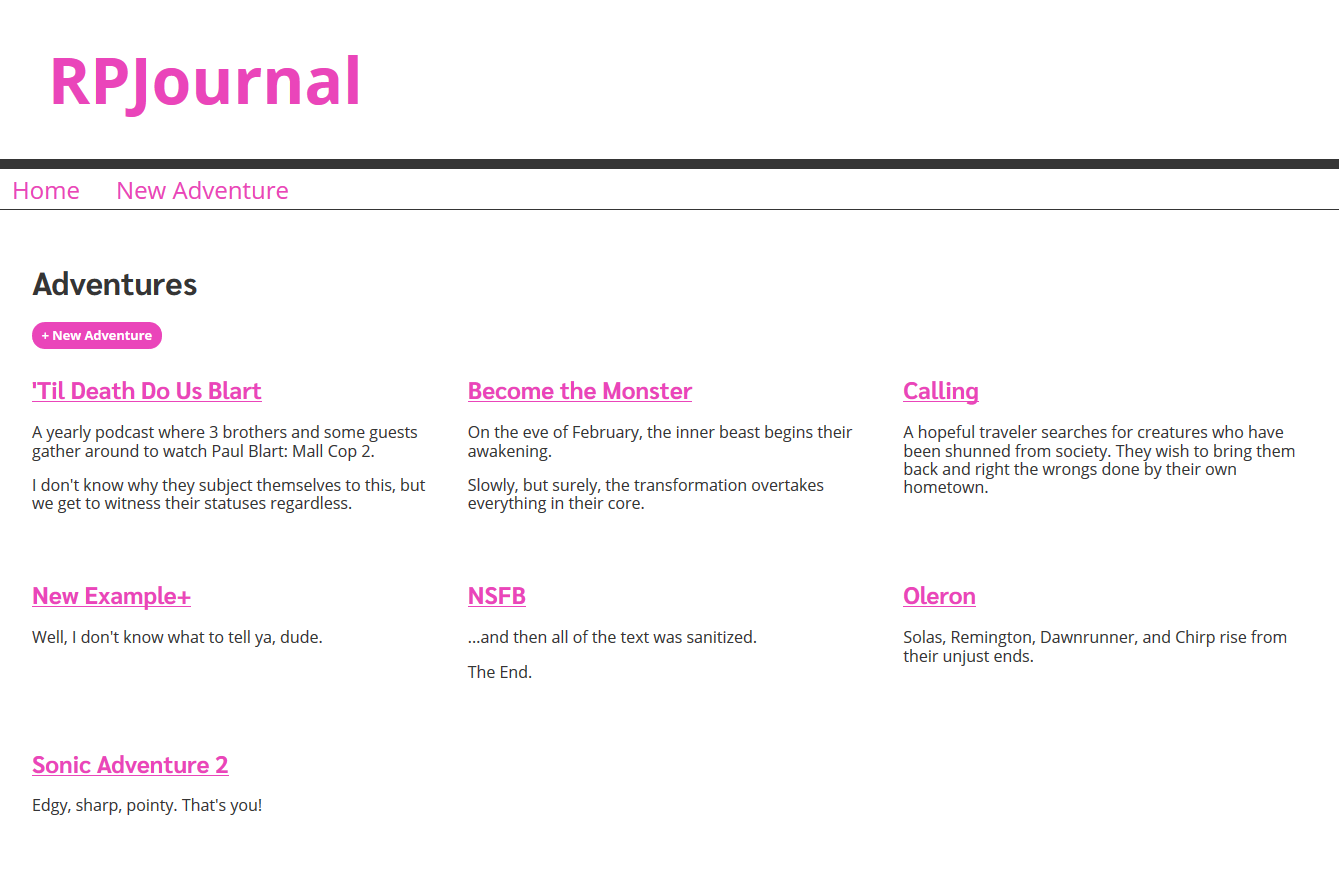 RPJournal
Home New Adventure
Adventures
+ New Adventure
'Til Death Do Us Blart
A yearly podcast where 3 brothers and some guests
gather around to watch Paul Blart: Mall Cop 2.
I don't know why they subject themselves to this, but
we get to witness their statuses regardless.
Become the Monster
On the eve of February, the inner beast begins their
awakening.
Slowly, but surely, the transformation overtakes
everything in their core.
Calling
A hopeful traveler searches for creatures who have
been shunned from society. They wish to bring them
back and right the wrongs done by their own
hometown.
New Example+
Well, I don't know what to tell ya, dude.
NSFB
...and then all of the text was sanitized.
The End.
Oleron
Solas, Remington, Dawnrunner, and Chirp rise from
their unjust ends.
Sonic Adventure 2
Edgy, sharp, pointy. That's you!